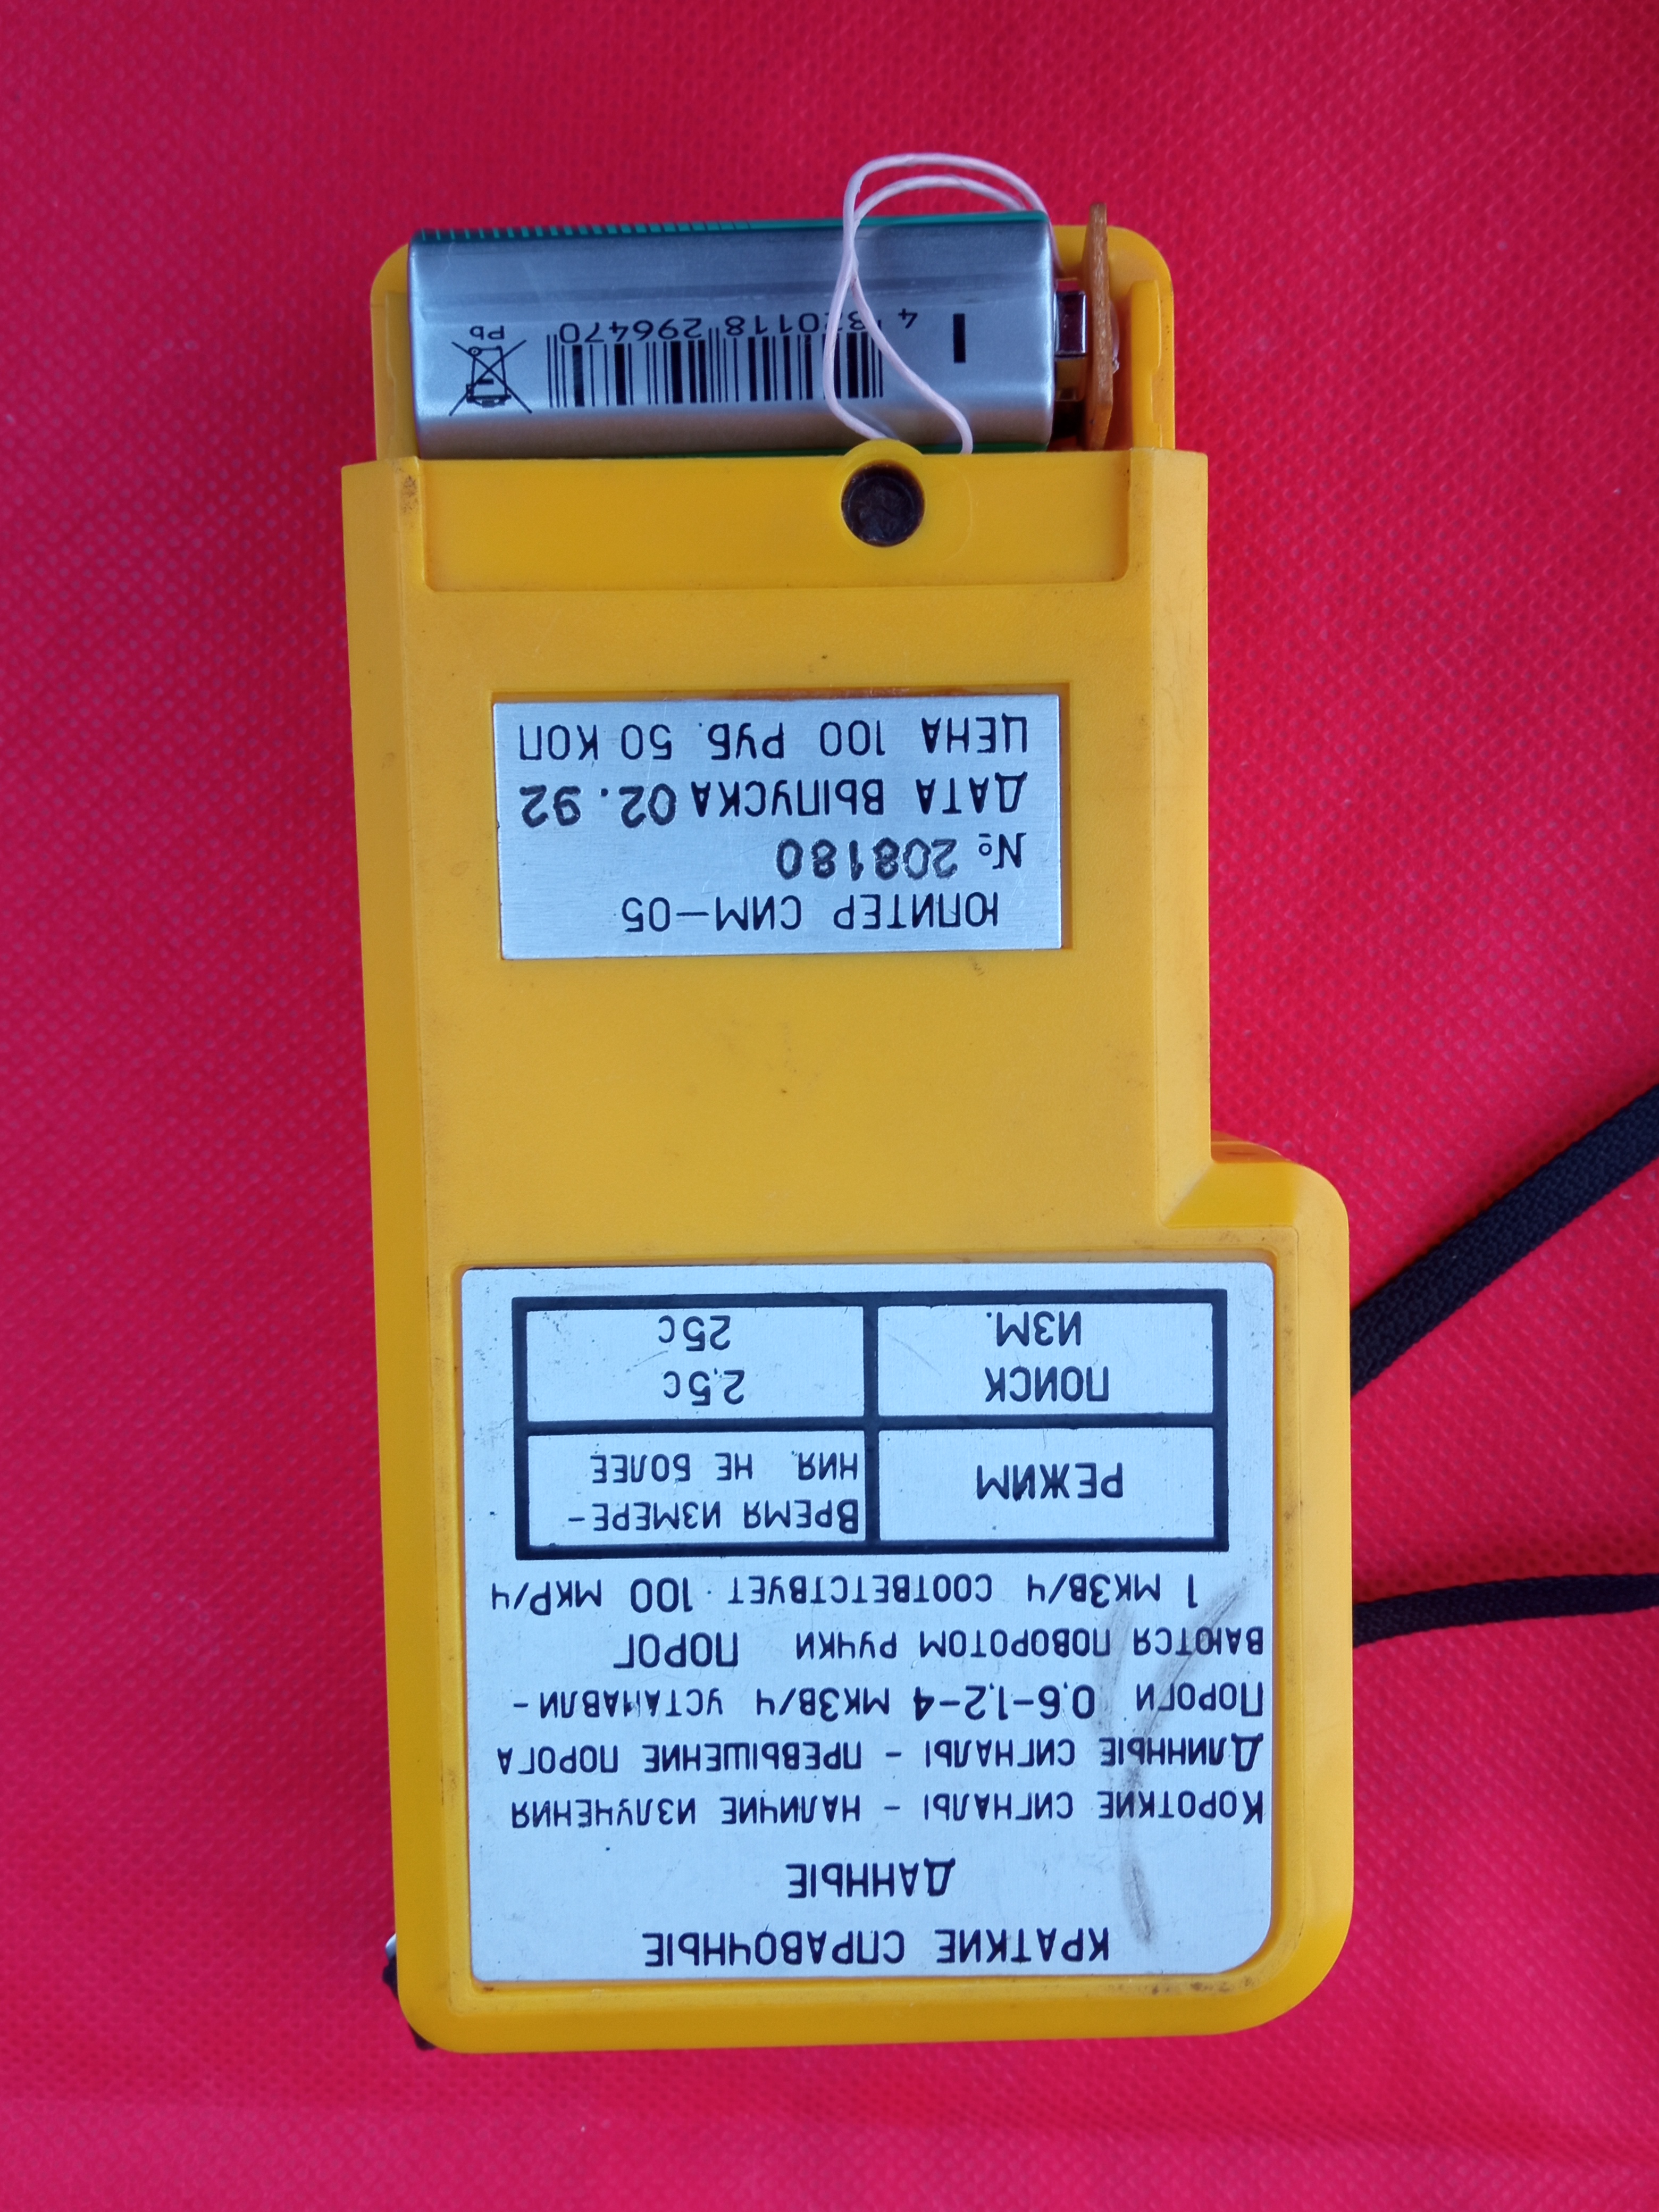 КРАТКИЕ СПРАВОЧНЫЕ
ДАННЫЕ
КОРОТКИЕ СИГНАЛЫ - НАЛИЧИЕ ИЗЛУЧЕНИЯ
ДЛИННЫЕ СИГНАЛЫ - ПРЕВЫШЕНИЕ ПОРОГА
ПОРОГИ 0,6-1,2-4 МКЗВ/Ч УСТАНАВЛИ-
ВАЮТСЯ ПОВОРОТОМ РУЧКИ ПОРОГ
1 МКЗВ/Ч СООТВЕТСТВУЕТ 100 МКР/Ч
РЕЖИМ
ВРЕМЯ ИЗМЕРЕ-
НИЯ НЕ БОЛЕЕ
ПОИСК 2,5С
ИЗМ. 25С
ЮПИТЕР СИМ-05
№ 208180
ДАТА ВЫПУСКА 02.92
ЦЕНА 100 РУБ. 50 КОП
296470
Pb